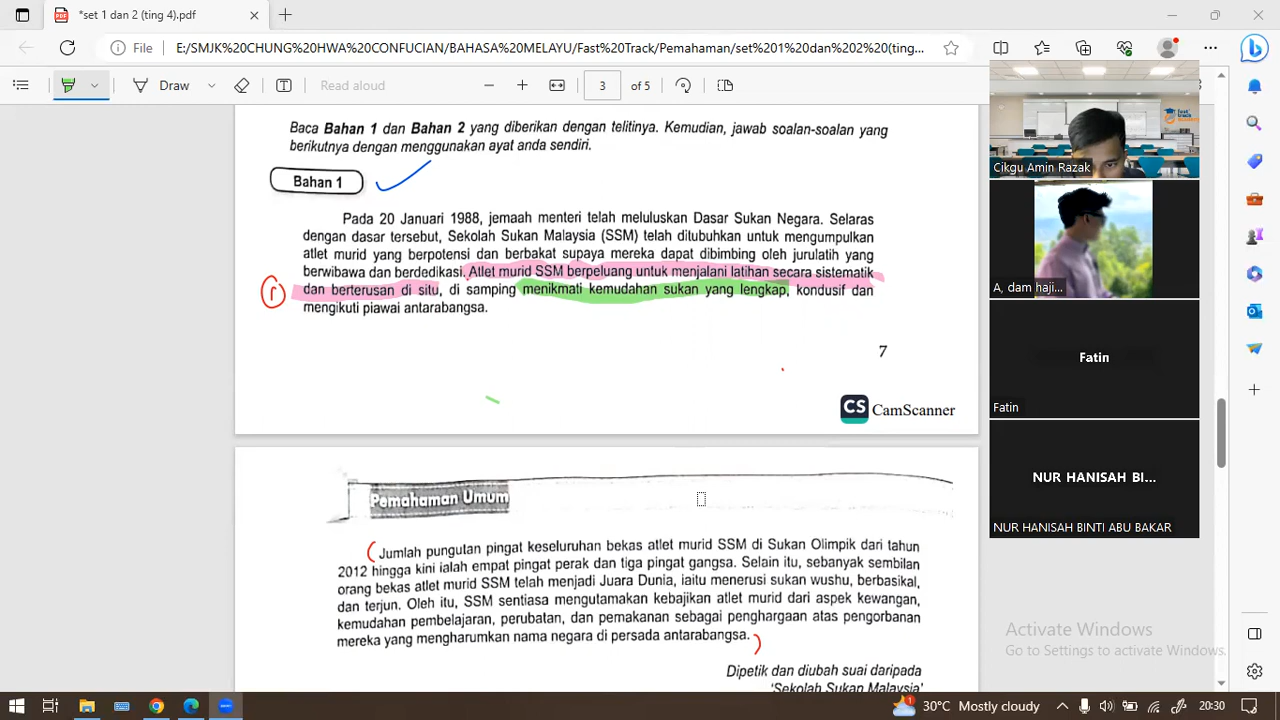 *set 1 dan 2 (ting 4).pdf
File E:/SMJK%20CHUNG%20HWA%20CONFUCIAN/BAHASA%20MELAYU/Fast%20Track/Pemahaman/set%201%20dan%202%20(ting...
Draw Read aloud 3 of 5
Baca Bahan 1 dan Bahan 2 yang diberikan dengan telitinya. Kemudian, jawab soalan-soalan yang
berikutnya dengan menggunakan ayat anda sendiri.
Bahan 1
Pada 20 Januari 1988, jemaah menteri telah meluluskan Dasar Sukan Negara. Selaras
dengan dasar tersebut, Sekolah Sukan Malaysia (SSM) telah ditubuhkan untuk mengumpulkan
atlet murid yang berpotensi dan berbakat supaya mereka dapat dibimbing oleh jurulatih yang
berwibawa dan berdedikasi. Atlet murid SSM berpeluang untuk menjalani latihan secara sistematik
dan berterusan di situ, di samping menikmati kemudahan sukan yang lengkap, kondusif dan
mengikuti piawai antarabangsa.
7
CS CamScanner
Pemahaman Umum
Jumlah pungutan pingat keseluruhan bekas atlet murid SSM di Sukan Olimpik dari tahun
2012 hingga kini ialah empat pingat perak dan tiga pingat gangsa. Selain itu, sebanyak sembilan
orang bekas atlet murid SSM telah menjadi Juara Dunia, iaitu menerusi sukan wushu, berbasikal,
dan terjun. Oleh itu, SSM sentiasa mengutamakan kebajikan atlet murid dari aspek kewangan,
kemudahan pembelajaran, perubatan, dan pemakanan sebagai penghargaan atas pengorbanan
mereka yang mengharumkan nama negara di persada antarabangsa.
Dipetik dan diubah suai daripada
'Sekolah Sukan Malaysia'
Cikgu Amin Razak
A, dam haji...
Fatin
Fatin
NUR HANISAH BI...
NUR HANISAH BINTI ABU BAKAR
Activate Windows
Go to Settings to activate Windows.
30°C Mostly cloudy 20:30